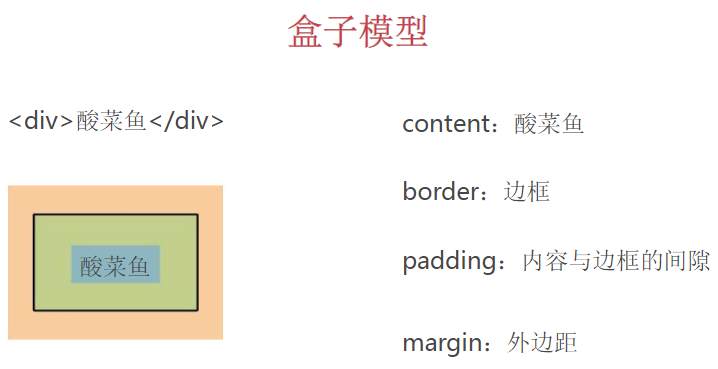 盒子模型
<div>酸菜鱼</div>
content：酸菜鱼
border：边框
酸菜鱼
padding：内容与边框的间隙
margin：外边距